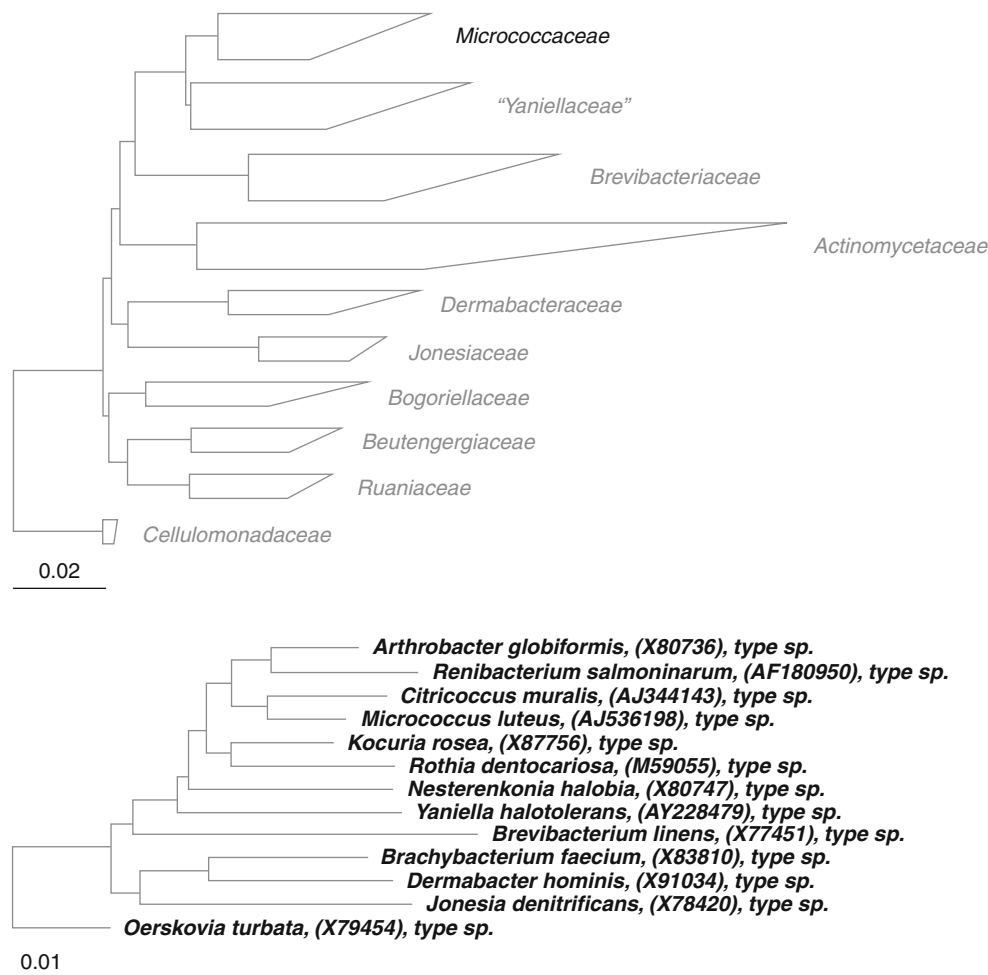 Micrococcaceae
“Yaniellaceae”
Brevibacteriaceae
Actinomycetaceae
Dermabacteraceae
Jonesiaceae
Bogoriellaceae
Beutengergiaceae
Ruaniaceae
Cellulomonadaceae
0.02
Arthrobacter globiformis, (X80736), type sp.
Renibacterium salmoninarum, (AF180950), type sp.
Citricoccus muralis, (AJ344143), type sp.
Micrococcus luteus, (AJ536198), type sp.
Kocuria rosea, (X87756), type sp.
Rothia dentocariosa, (M59055), type sp.
Nesterenkonia halobia, (X80747), type sp.
Yaniella halotolerans, (AY228479), type sp.
Brevibacterium linens, (X77451), type sp.
Brachybacterium faecium, (X83810), type sp.
Dermabacter hominis, (X91034), type sp.
Jonesia denitrificans, (X78420), type sp.
Oerskovia turbata, (X79454), type sp.
0.01